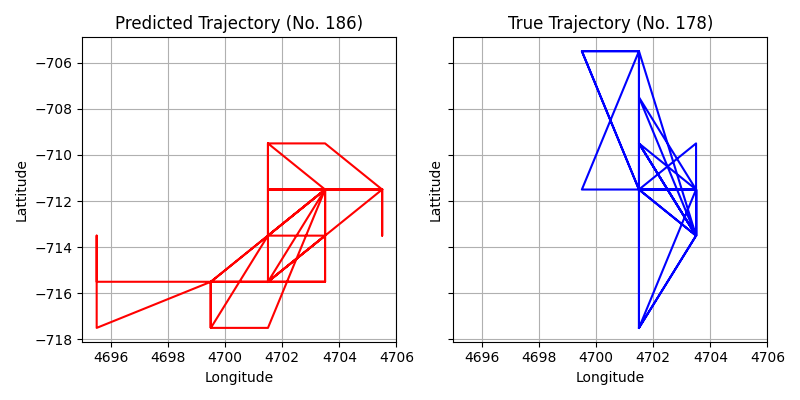 Predicted Trajectory (No. 186)
True Trajectory (No. 178)
−706
−708
−710
−712
−714
−716
−718
Lattitude
Lattitude
4696 4698 4700 4702 4704 4706
4696 4698 4700 4702 4704 4706
Longitude
Longitude